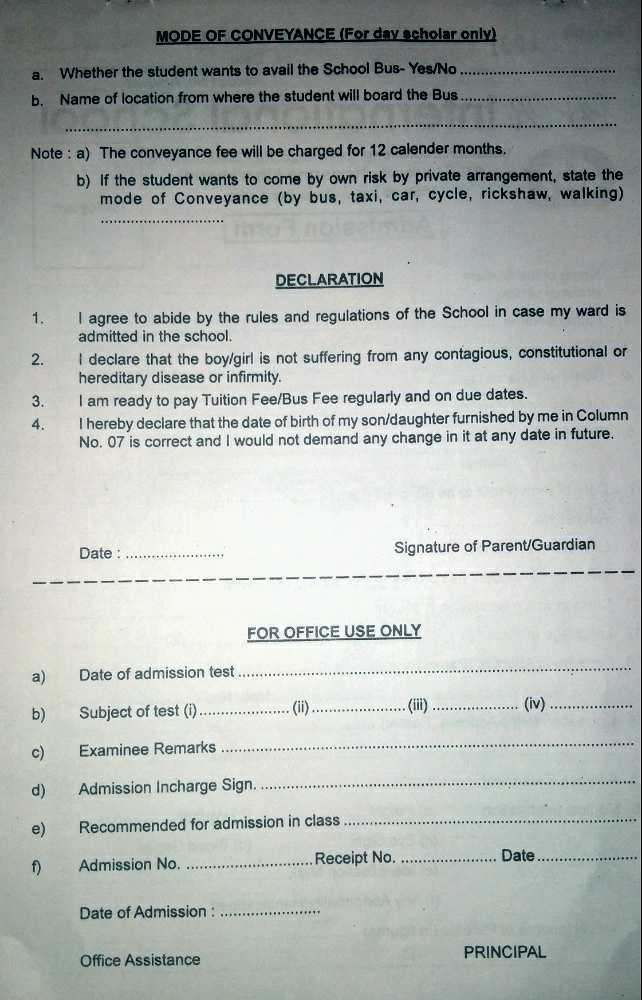 MODE OF CONVEYANCE (For day scholar only)
a. Whether the student wants to avail the School Bus- Yes/No ....................................
b. Name of location from where the student will board the Bus ....................................
....................................................................................................
Note : a) The conveyance fee will be charged for 12 calender months.
b) If the student wants to come by own risk by private arrangement, state the
mode of Conveyance (by bus, taxi, car, cycle, rickshaw, walking)
............................
DECLARATION
1. I agree to abide by the rules and regulations of the School in case my ward is
admitted in the school.
2. I declare that the boy/girl is not suffering from any contagious, constitutional or
hereditary disease or infirmity.
3. I am ready to pay Tuition Fee/Bus Fee regularly and on due dates.
4. I hereby declare that the date of birth of my son/daughter furnished by me in Column
No. 07 is correct and I would not demand any change in it at any date in future.
Date : ........................ Signature of Parent/Guardian
FOR OFFICE USE ONLY
a) Date of admission test ....................................................................
b) Subject of test (i)..................... (ii)...................... (iii) .................... (iv) ....................
c) Examinee Remarks ....................................................................
d) Admission Incharge Sign. ....................................................................
e) Recommended for admission in class ....................................................................
f) Admission No. .............................. Receipt No. ....................... Date........................
Date of Admission : ........................
Office Assistance PRINCIPAL